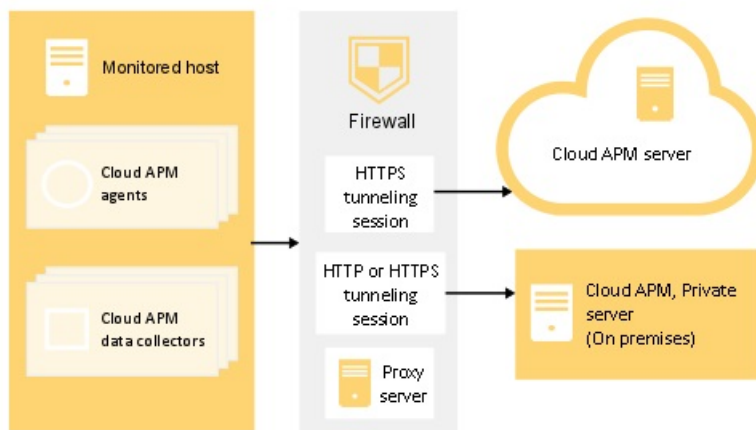 Monitored host
Cloud APM
agents
Cloud APM
data collectors
Firewall
HTTPS
tunneling
session
HTTP or HTTPS
tunneling
session
Proxy
server
Cloud APM server
Cloud APM, Private
server
(On premises)